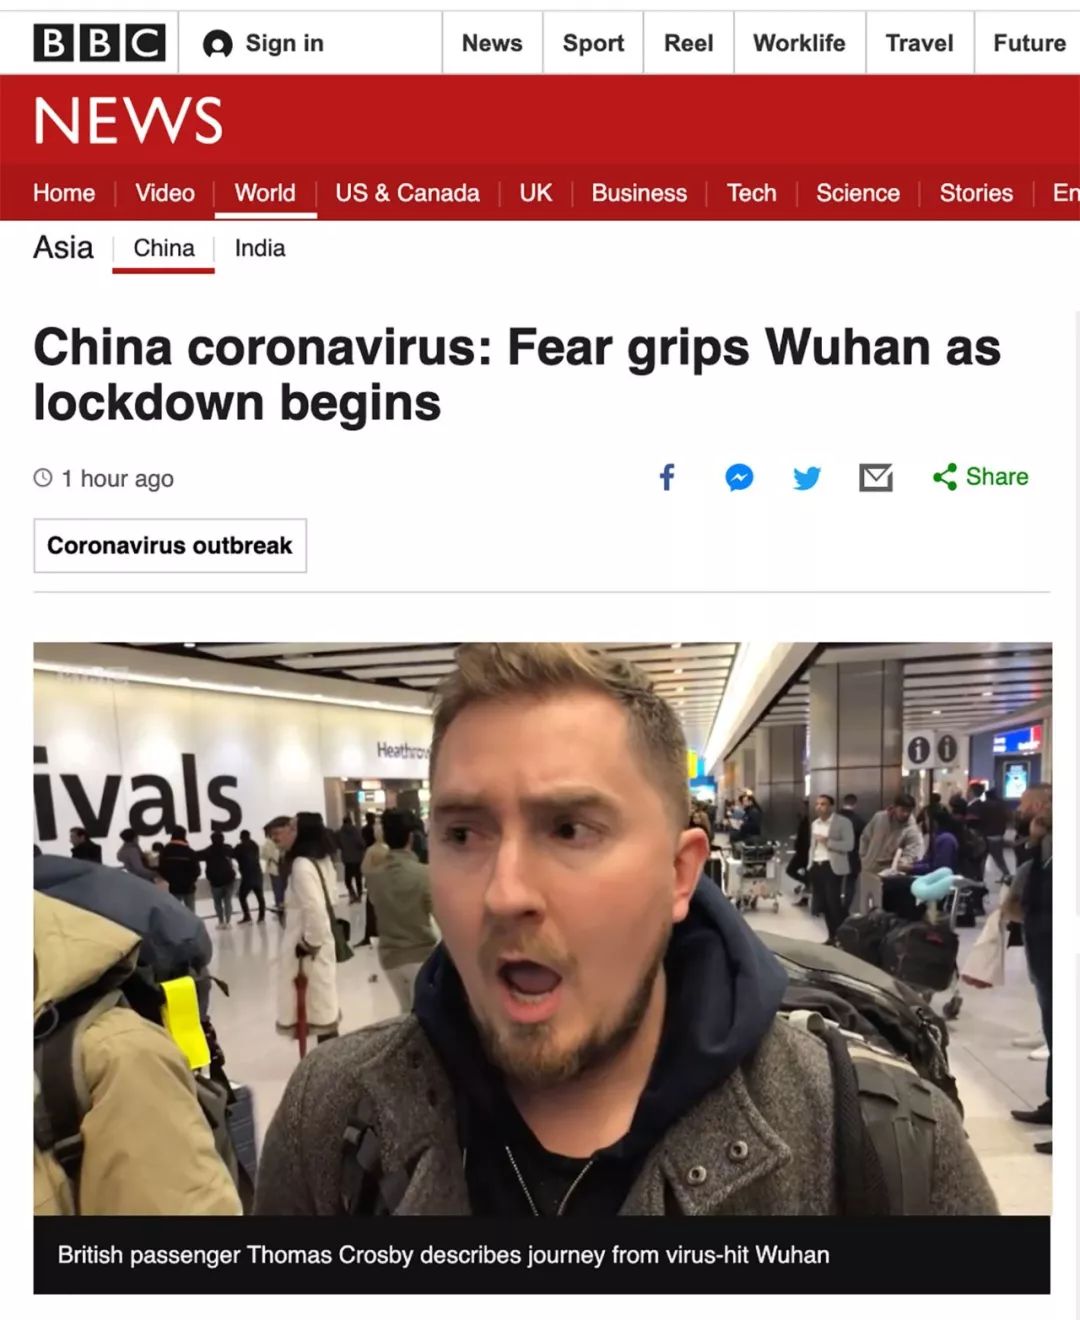 BBC Sign in News Sport Reel Worklife Travel Future
NEWS
Home Video World US & Canada UK Business Tech Science Stories En
Asia China India
China coronavirus: Fear grips Wuhan as
lockdown begins
1 hour ago
Share
Coronavirus outbreak
ivals
Heathrow
British passenger Thomas Crosby describes journey from virus-hit Wuhan